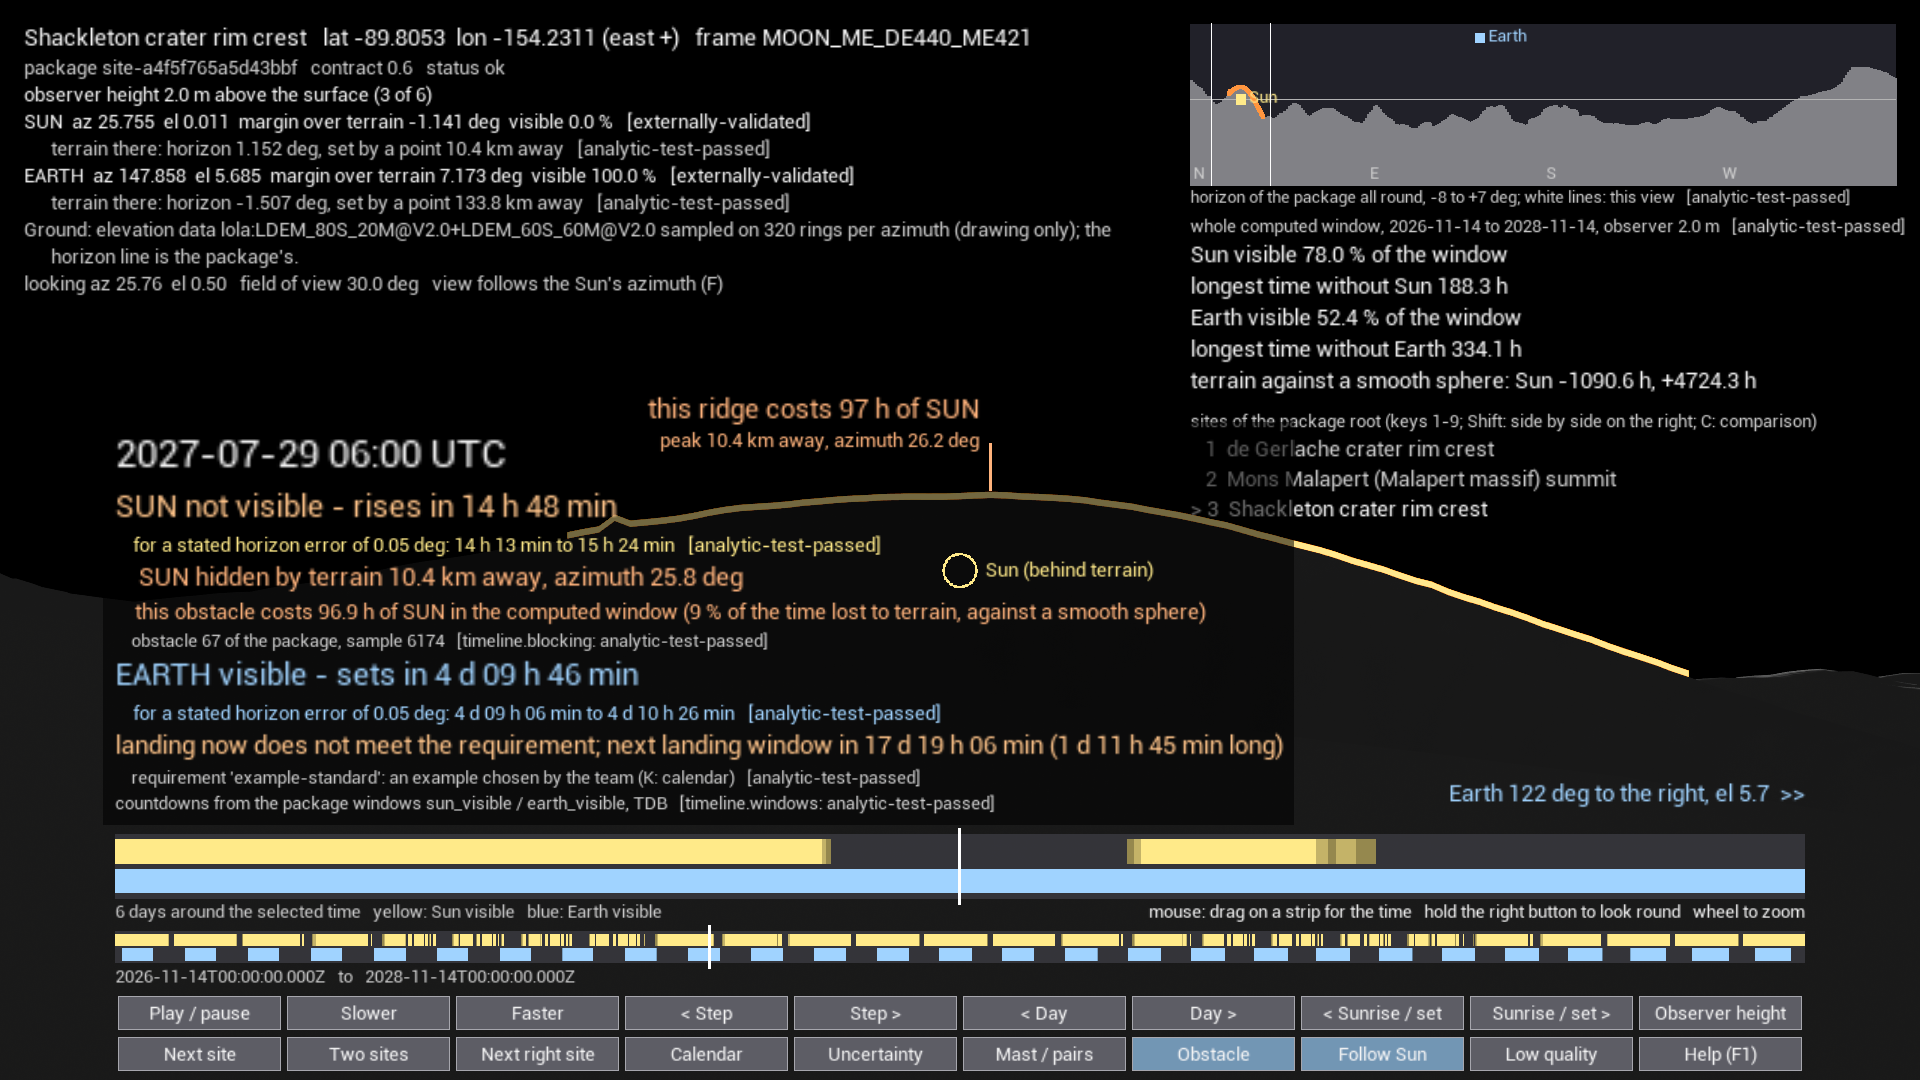 Shackleton crater rim crest lat -89.8053 lon -154.2311 (east +) frame MOON_ME_DE440_ME421
package site-a4f5f765a5d43bbf contract 0.6 status ok
observer height 2.0 m above the surface (3 of 6)
SUN az 25.755 el 0.011 margin over terrain -1.141 deg visible 0.0 % [externally-validated]
terrain there: horizon 1.152 deg, set by a point 10.4 km away [analytic-test-passed]
EARTH az 147.858 el 5.685 margin over terrain 7.173 deg visible 100.0 % [externally-validated]
terrain there: horizon -1.507 deg, set by a point 133.8 km away [analytic-test-passed]
Ground: elevation data lola:LDEM_80S_20M@V2.0+LDEM_60S_60M@V2.0 sampled on 320 rings per azimuth (drawing only); the
horizon line is the package's.
looking az 25.76 el 0.50 field of view 30.0 deg view follows the Sun's azimuth (F)
Earth
Sun
N E S W
horizon of the package all round, -8 to +7 deg; white lines: this view [analytic-test-passed]
whole computed window, 2026-11-14 to 2028-11-14, observer 2.0 m [analytic-test-passed]
Sun visible 78.0 % of the window
longest time without Sun 188.3 h
Earth visible 52.4 % of the window
longest time without Earth 334.1 h
terrain against a smooth sphere: Sun -1090.6 h, +4724.3 h
sites of the package root (keys 1-9; Shift: side by side on the right; C: comparison)
1 de Gerlache crater rim crest
2 Mons Malapert (Malapert massif) summit
> 3 Shackleton crater rim crest
this ridge costs 97 h of SUN
peak 10.4 km away, azimuth 26.2 deg
2027-07-29 06:00 UTC
SUN not visible - rises in 14 h 48 min
for a stated horizon error of 0.05 deg: 14 h 13 min to 15 h 24 min [analytic-test-passed]
SUN hidden by terrain 10.4 km away, azimuth 25.8 deg
Sun (behind terrain)
this obstacle costs 96.9 h of SUN in the computed window (9 % of the time lost to terrain, against a smooth sphere)
obstacle 67 of the package, sample 6174 [timeline.blocking: analytic-test-passed]
EARTH visible - sets in 4 d 09 h 46 min
for a stated horizon error of 0.05 deg: 4 d 09 h 06 min to 4 d 10 h 26 min [analytic-test-passed]
landing now does not meet the requirement; next landing window in 17 d 19 h 06 min (1 d 11 h 45 min long)
requirement 'example-standard': an example chosen by the team (K: calendar) [analytic-test-passed]
countdowns from the package windows sun_visible / earth_visible, TDB [timeline.windows: analytic-test-passed]
Earth 122 deg to the right, el 5.7 >>
6 days around the selected time yellow: Sun visible blue: Earth visible
mouse: drag on a strip for the time hold the right button to look round wheel to zoom
2026-11-14T00:00:00.000Z to 2028-11-14T00:00:00.000Z
Play / pause Slower Faster < Step Step > < Day Day > < Sunrise / set Sunrise / set > Observer height
Next site Two sites Next right site Calendar Uncertainty Mast / pairs Obstacle Follow Sun Low quality Help (F1)